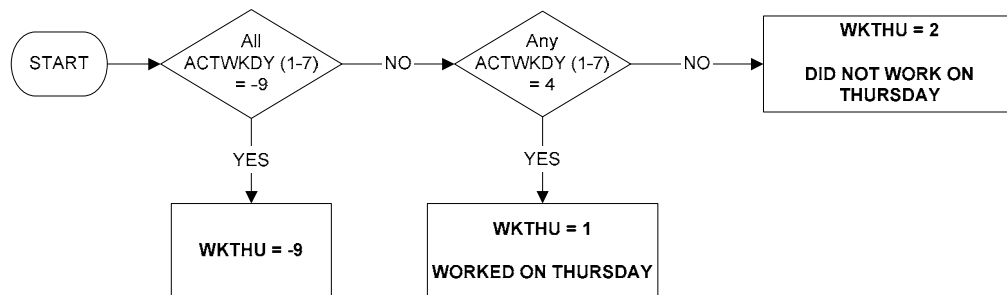 START
All
ACTWKDY (1-7)
= -9
NO
Any
ACTWKDY (1-7)
= 4
NO
WKTHU = 2
DID NOT WORK ON
THURSDAY
YES
YES
WKTHU = -9
WKTHU = 1
WORKED ON THURSDAY